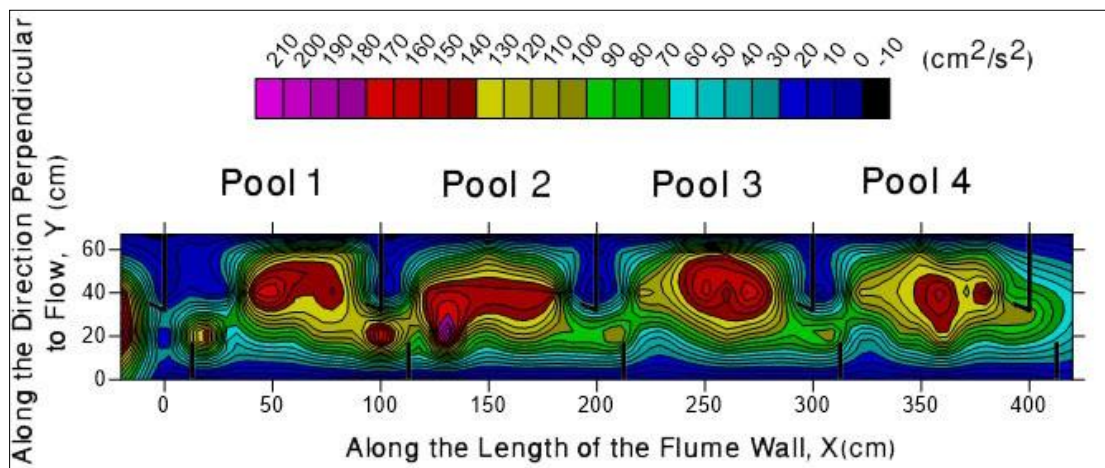 210 200 190 180 170 160 150 140 130 120 110 100 90 80 70 60 50 40 30 20 10 0 -10 (cm2/s2)
Along the Direction Perpendicular
to Flow, Y (cm)
Pool 1 Pool 2 Pool 3 Pool 4
60
40
20
0
0 50 100 150 200 250 300 350 400
Along the Length of the Flume Wall, X(cm)